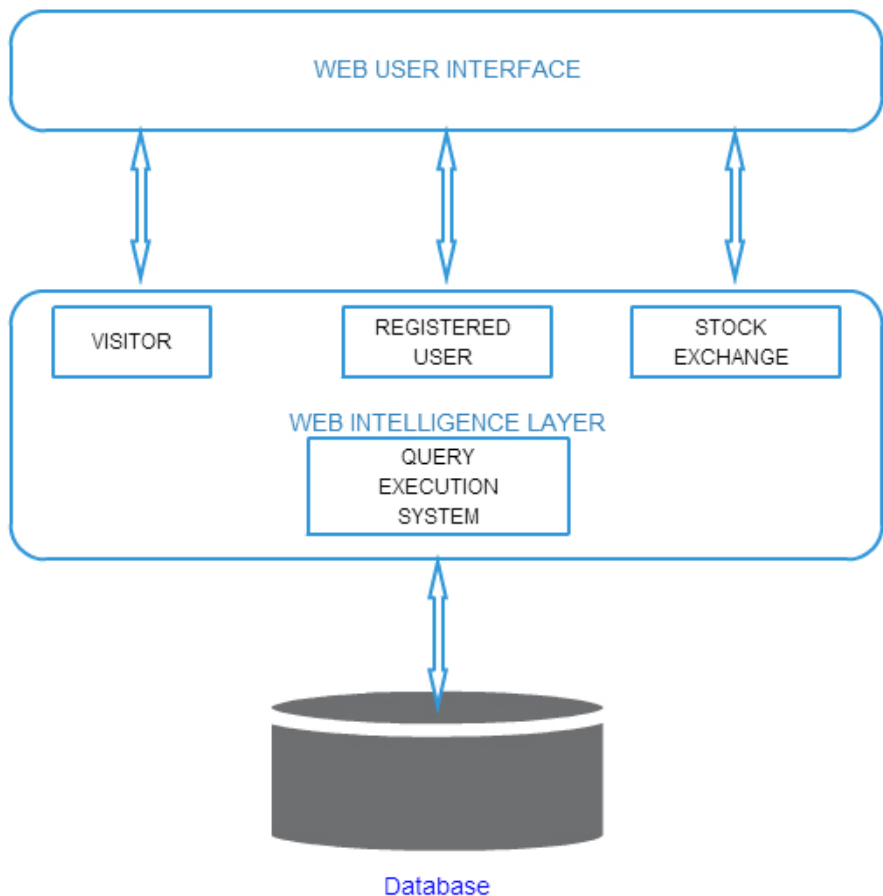 WEB USER INTERFACE
VISITOR
REGISTERED
USER
STOCK
EXCHANGE
WEB INTELLIGENCE LAYER
QUERY
EXECUTION
SYSTEM
Database